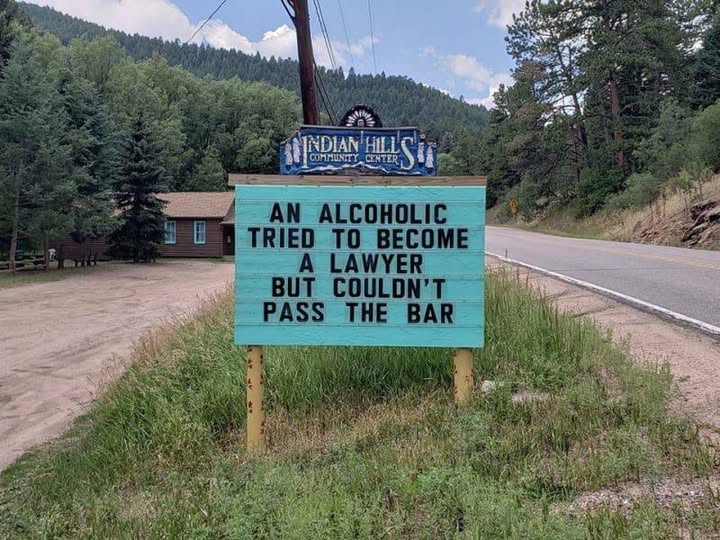 INDIAN HILLS
COMMUNITY CENTER
AN ALCOHOLIC
TRIED TO BECOME
A LAWYER
BUT COULDN'T
PASS THE BAR